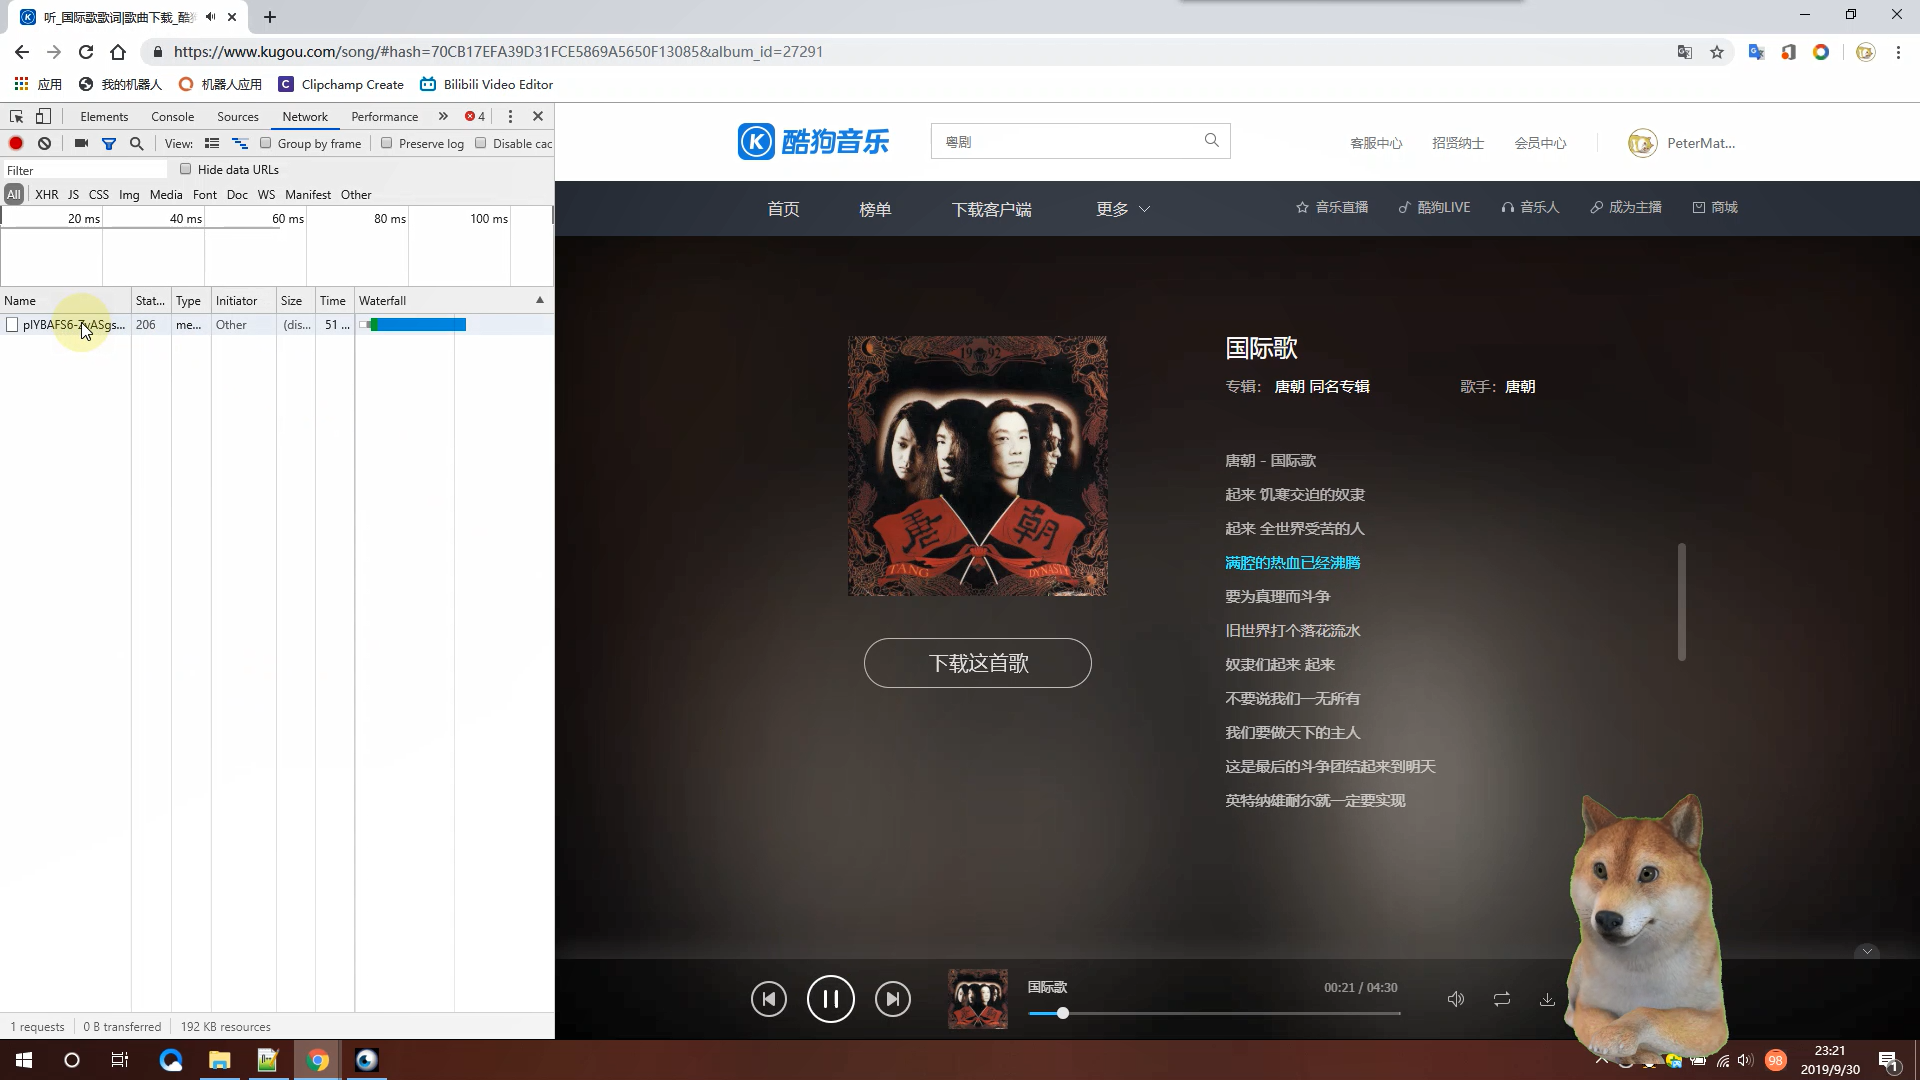 听_国际歌歌词|歌曲下载_酷狗
https://www.kugou.com/song/#hash=70CB17EFA39D31FCE5869A5650F13085&album_id=27291
应用 我的机器人 机器人应用 Clipchamp Create Bilibili Video Editor
Elements Console Sources Network Performance » 4
View: Group by frame Preserve log Disable cac
Filter Hide data URLs
All XHR JS CSS Img Media Font Doc WS Manifest Other
20 ms 40 ms 60 ms 80 ms 100 ms
Name Stat... Type Initiator Size Time Waterfall
pIYBAFS6-ZyASgs... 206 me... Other (dis... 51 ...
1 requests 0 B transferred 192 KB resources
酷狗音乐
粤剧
客服中心 招贤纳士 会员中心 PeterMat...
首页 榜单 下载客户端 更多 音乐直播 酷狗LIVE 音乐人 成为主播 商城
1992
唐
朝
TANG DYNASTY
下载这首歌
国际歌
专辑: 唐朝 同名专辑 歌手: 唐朝
唐朝 - 国际歌
起来 饥寒交迫的奴隶
起来 全世界受苦的人
满腔的热血已经沸腾
要为真理而斗争
旧世界打个落花流水
奴隶们起来 起来
不要说我们一无所有
我们要做天下的主人
这是最后的斗争团结起来到明天
英特纳雄耐尔就一定要实现
国际歌 00:21 / 04:30
98
23:21
2019/9/30
1